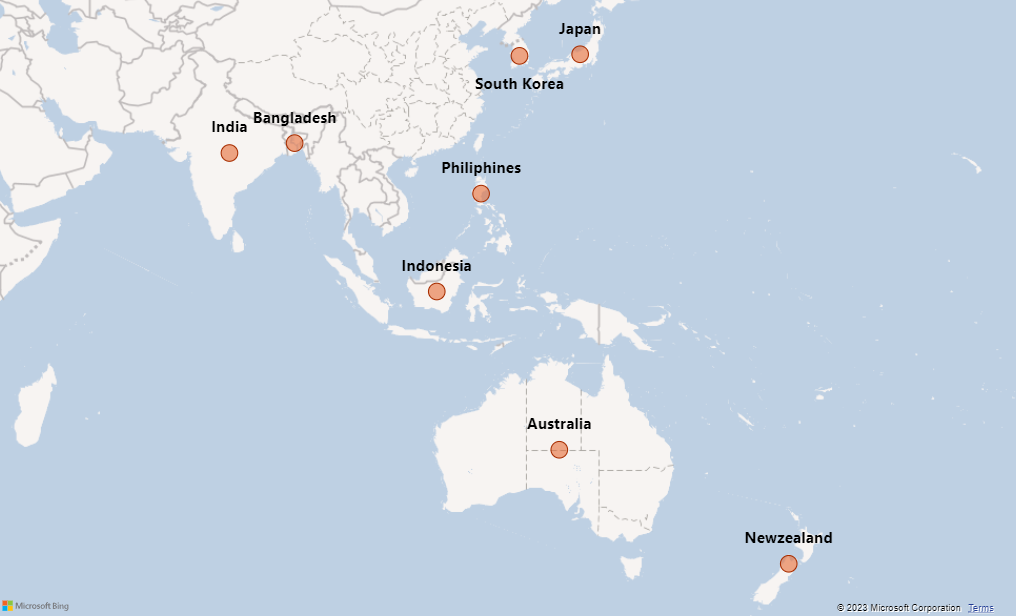 Japan
South Korea
Bangladesh
India
Philiphines
Indonesia
Australia
Newzealand
Microsoft Bing
© 2023 Microsoft Corporation Terms